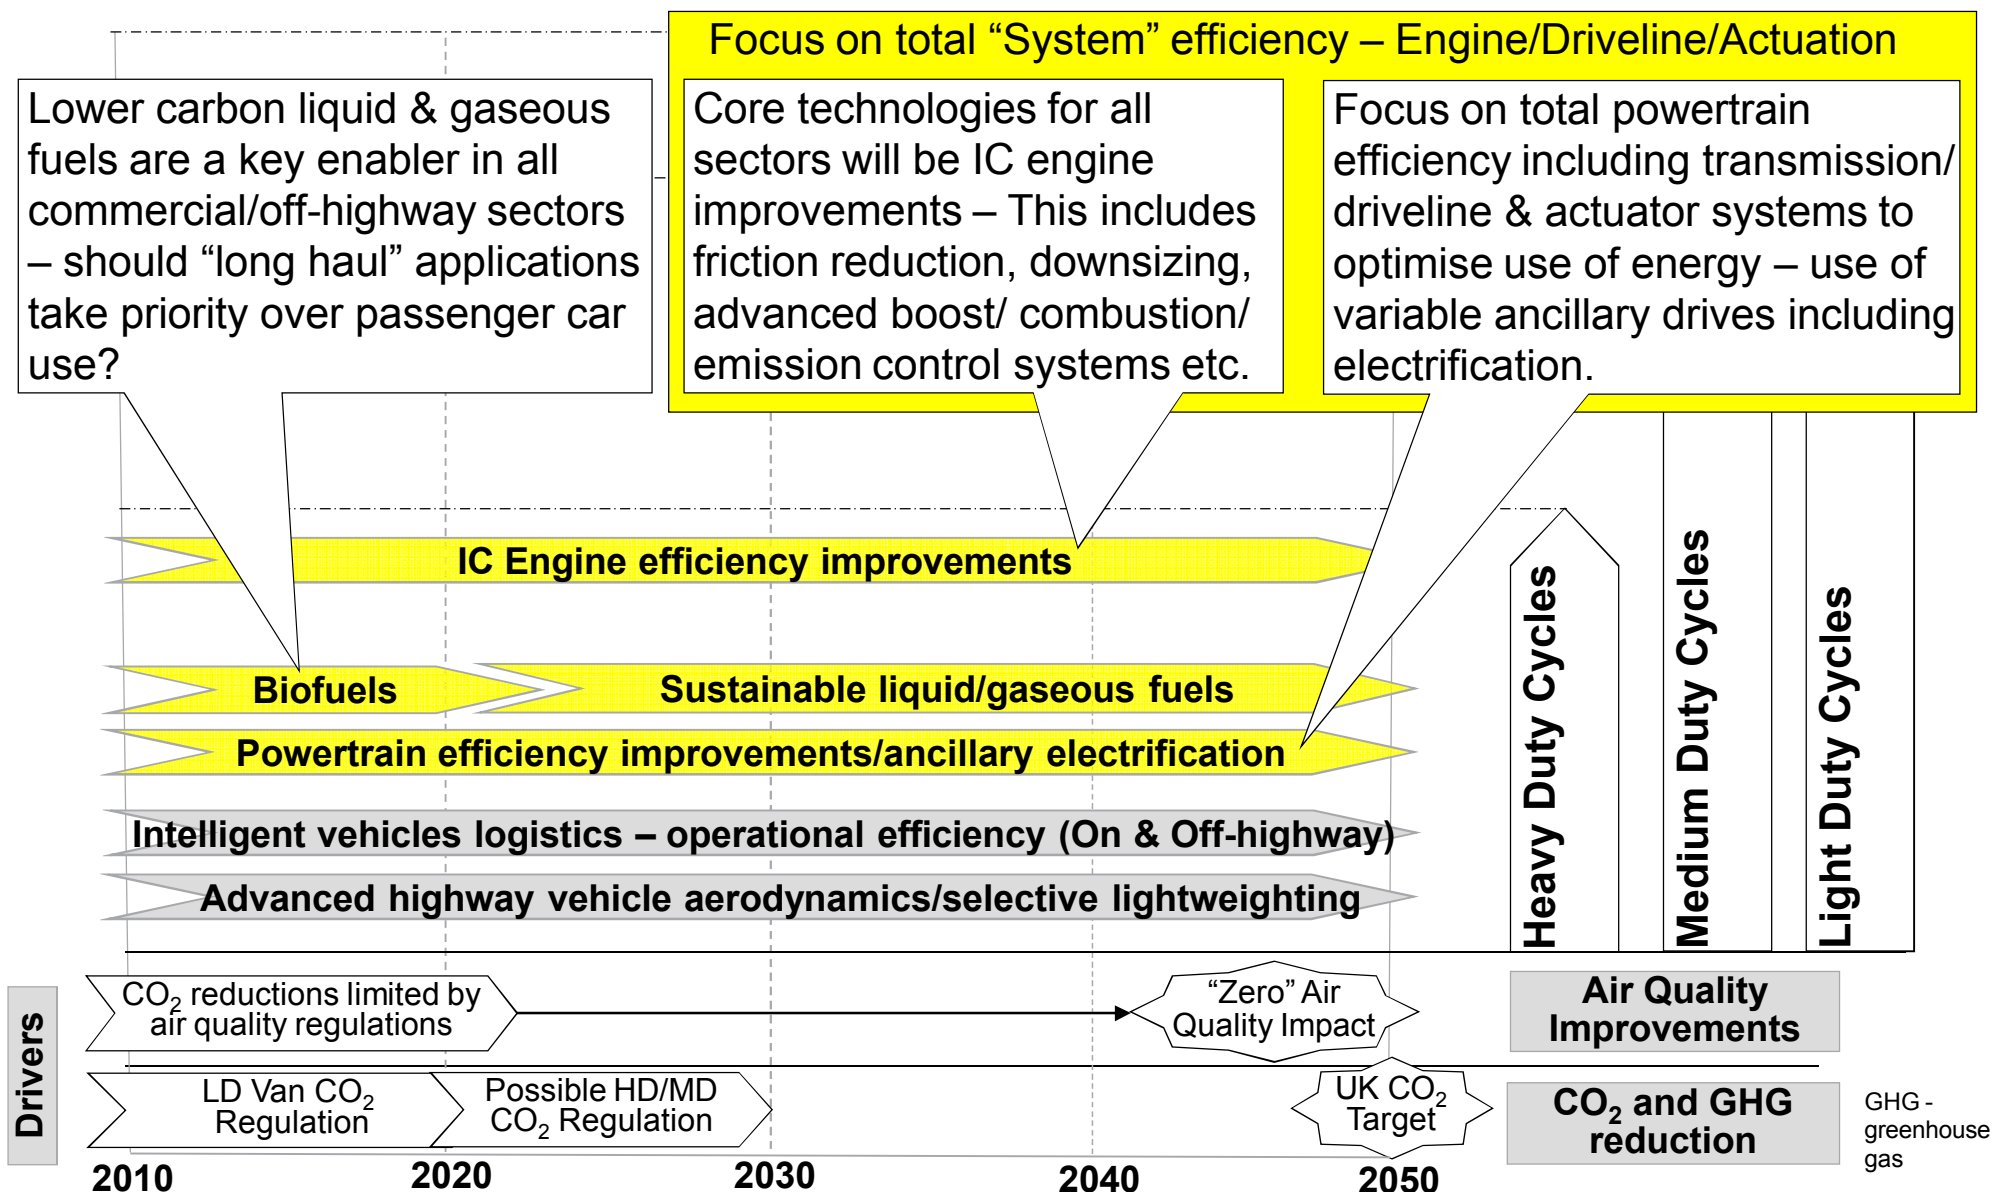 Focus on total “System” efficiency – Engine/Driveline/Actuation
Lower carbon liquid & gaseous
fuels are a key enabler in all
commercial/off-highway sectors
– should “long haul” applications
take priority over passenger car
use?
Core technologies for all
sectors will be IC engine
improvements – This includes
friction reduction, downsizing,
advanced boost/ combustion/
emission control systems etc.
Focus on total powertrain
efficiency including transmission/
driveline & actuator systems to
optimise use of energy – use of
variable ancillary drives including
electrification.
IC Engine efficiency improvements
Biofuels
Sustainable liquid/gaseous fuels
Powertrain efficiency improvements/ancillary electrification
Intelligent vehicles logistics – operational efficiency (On & Off-highway)
Advanced highway vehicle aerodynamics/selective lightweighting
Heavy Duty Cycles
Medium Duty Cycles
Light Duty Cycles
Drivers
CO2 reductions limited by
air quality regulations
“Zero” Air
Quality Impact
Air Quality
Improvements
LD Van CO2
Regulation
Possible HD/MD
CO2 Regulation
UK CO2
Target
CO2 and GHG
reduction
GHG -
greenhouse
gas
2010
2020
2030
2040
2050